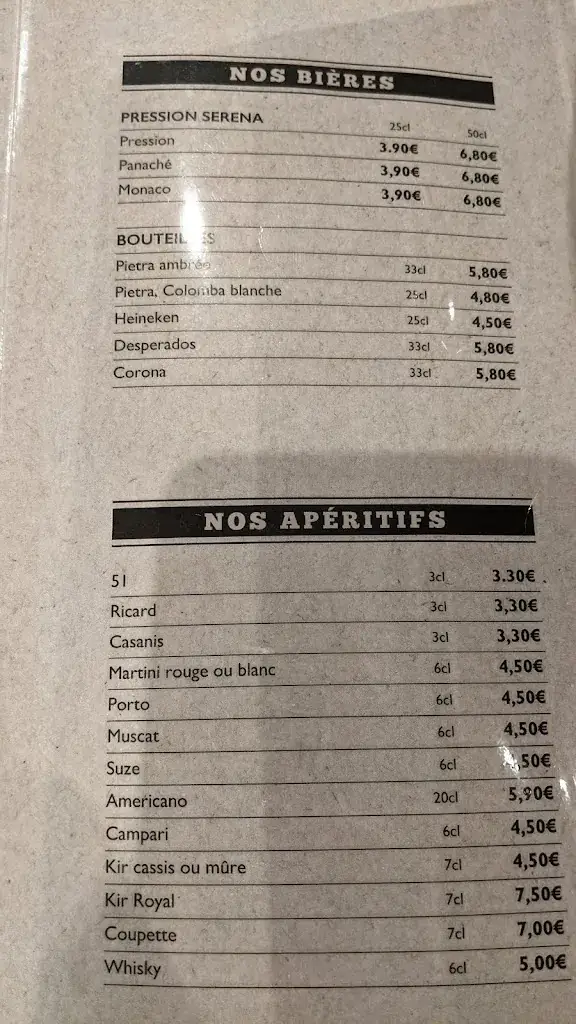 NOS BIÈRES
PRESSION SERENA 25cl 50cl
Pression 3.90€ 6,80€
Panaché 3,90€ 6,80€
Monaco 3,90€ 6,80€
BOUTEILLES
Pietra ambrée 33cl 5,80€
Pietra, Colomba blanche 25cl 4,80€
Heineken 25cl 4,50€
Desperados 33cl 5,80€
Corona 33cl 5,80€
NOS APÉRITIFS
51 3cl 3.30€
Ricard 3cl 3,30€
Casanis 3cl 3,30€
Martini rouge ou blanc 6cl 4,50€
Porto 6cl 4,50€
Muscat 6cl 4,50€
Suze 6cl
Americano 20cl 5,90€
Campari 6cl 4,50€
Kir cassis ou mûre 7cl 4,50€
Kir Royal 7cl 7,50€
Coupette 7cl 7,00€
Whisky 6cl 5,00€